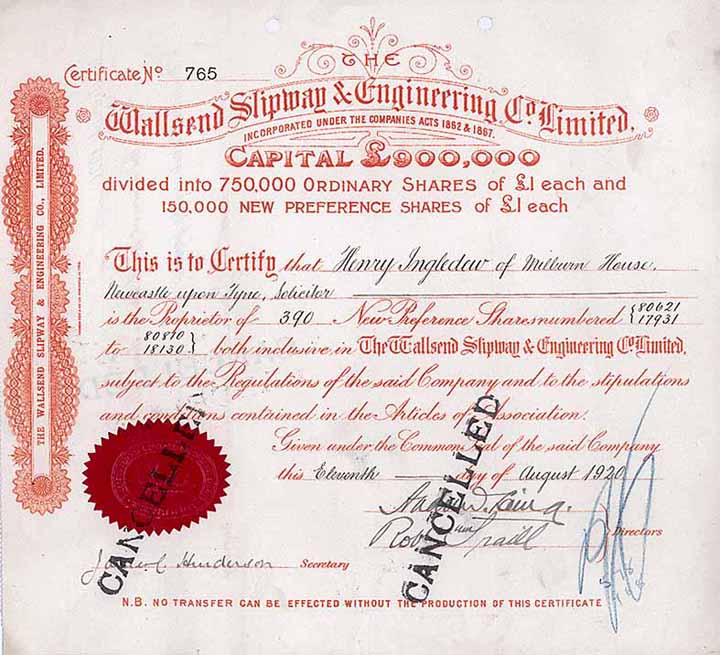 THE
Certificate No 765
Wallsend Slipway & Engineering Co Limited.
INCORPORATED UNDER THE COMPANIES ACTS 1862 & 1867.
CAPITAL £900,000
divided into 750,000 ORDINARY SHARES of £1 each and
150,000 NEW PREFERENCE SHARES of £1 each
This is to Certify that Henry Ingledew of Milburn House,
Newcastle upon Tyne, Solicitor
is the Proprietor of 390 New Preference Shares numbered { 80621
17931
to 80810
18130 } both inclusive, in The Wallsend Slipway & Engineering Co Limited,
subject to the Regulations of the said Company and to the stipulations
and conditions contained in the Articles of Association.
Given under the Common Seal of the said Company
this Eleventh day of August 1920
Directors
Henderson Secretary
CANCELLED
CANCELLED
N.B. NO TRANSFER CAN BE EFFECTED WITHOUT THE PRODUCTION OF THIS CERTIFICATE
THE WALLSEND SLIPWAY & ENGINEERING CO., LIMITED.